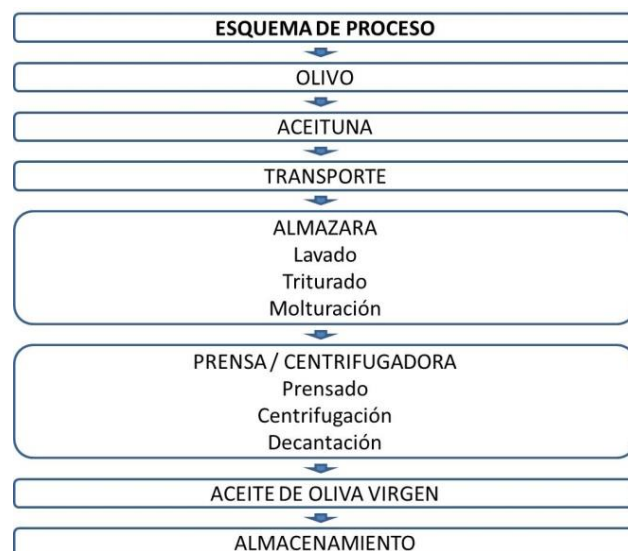 ESQUEMA DE PROCESO
OLIVO
ACEITUNA
TRANSPORTE
ALMAZARA
Lavado
Triturado
Molturación
PRENSA / CENTRIFUGADORA
Prensado
Centrifugación
Decantación
ACEITE DE OLIVA VIRGEN
ALMACENAMIENTO